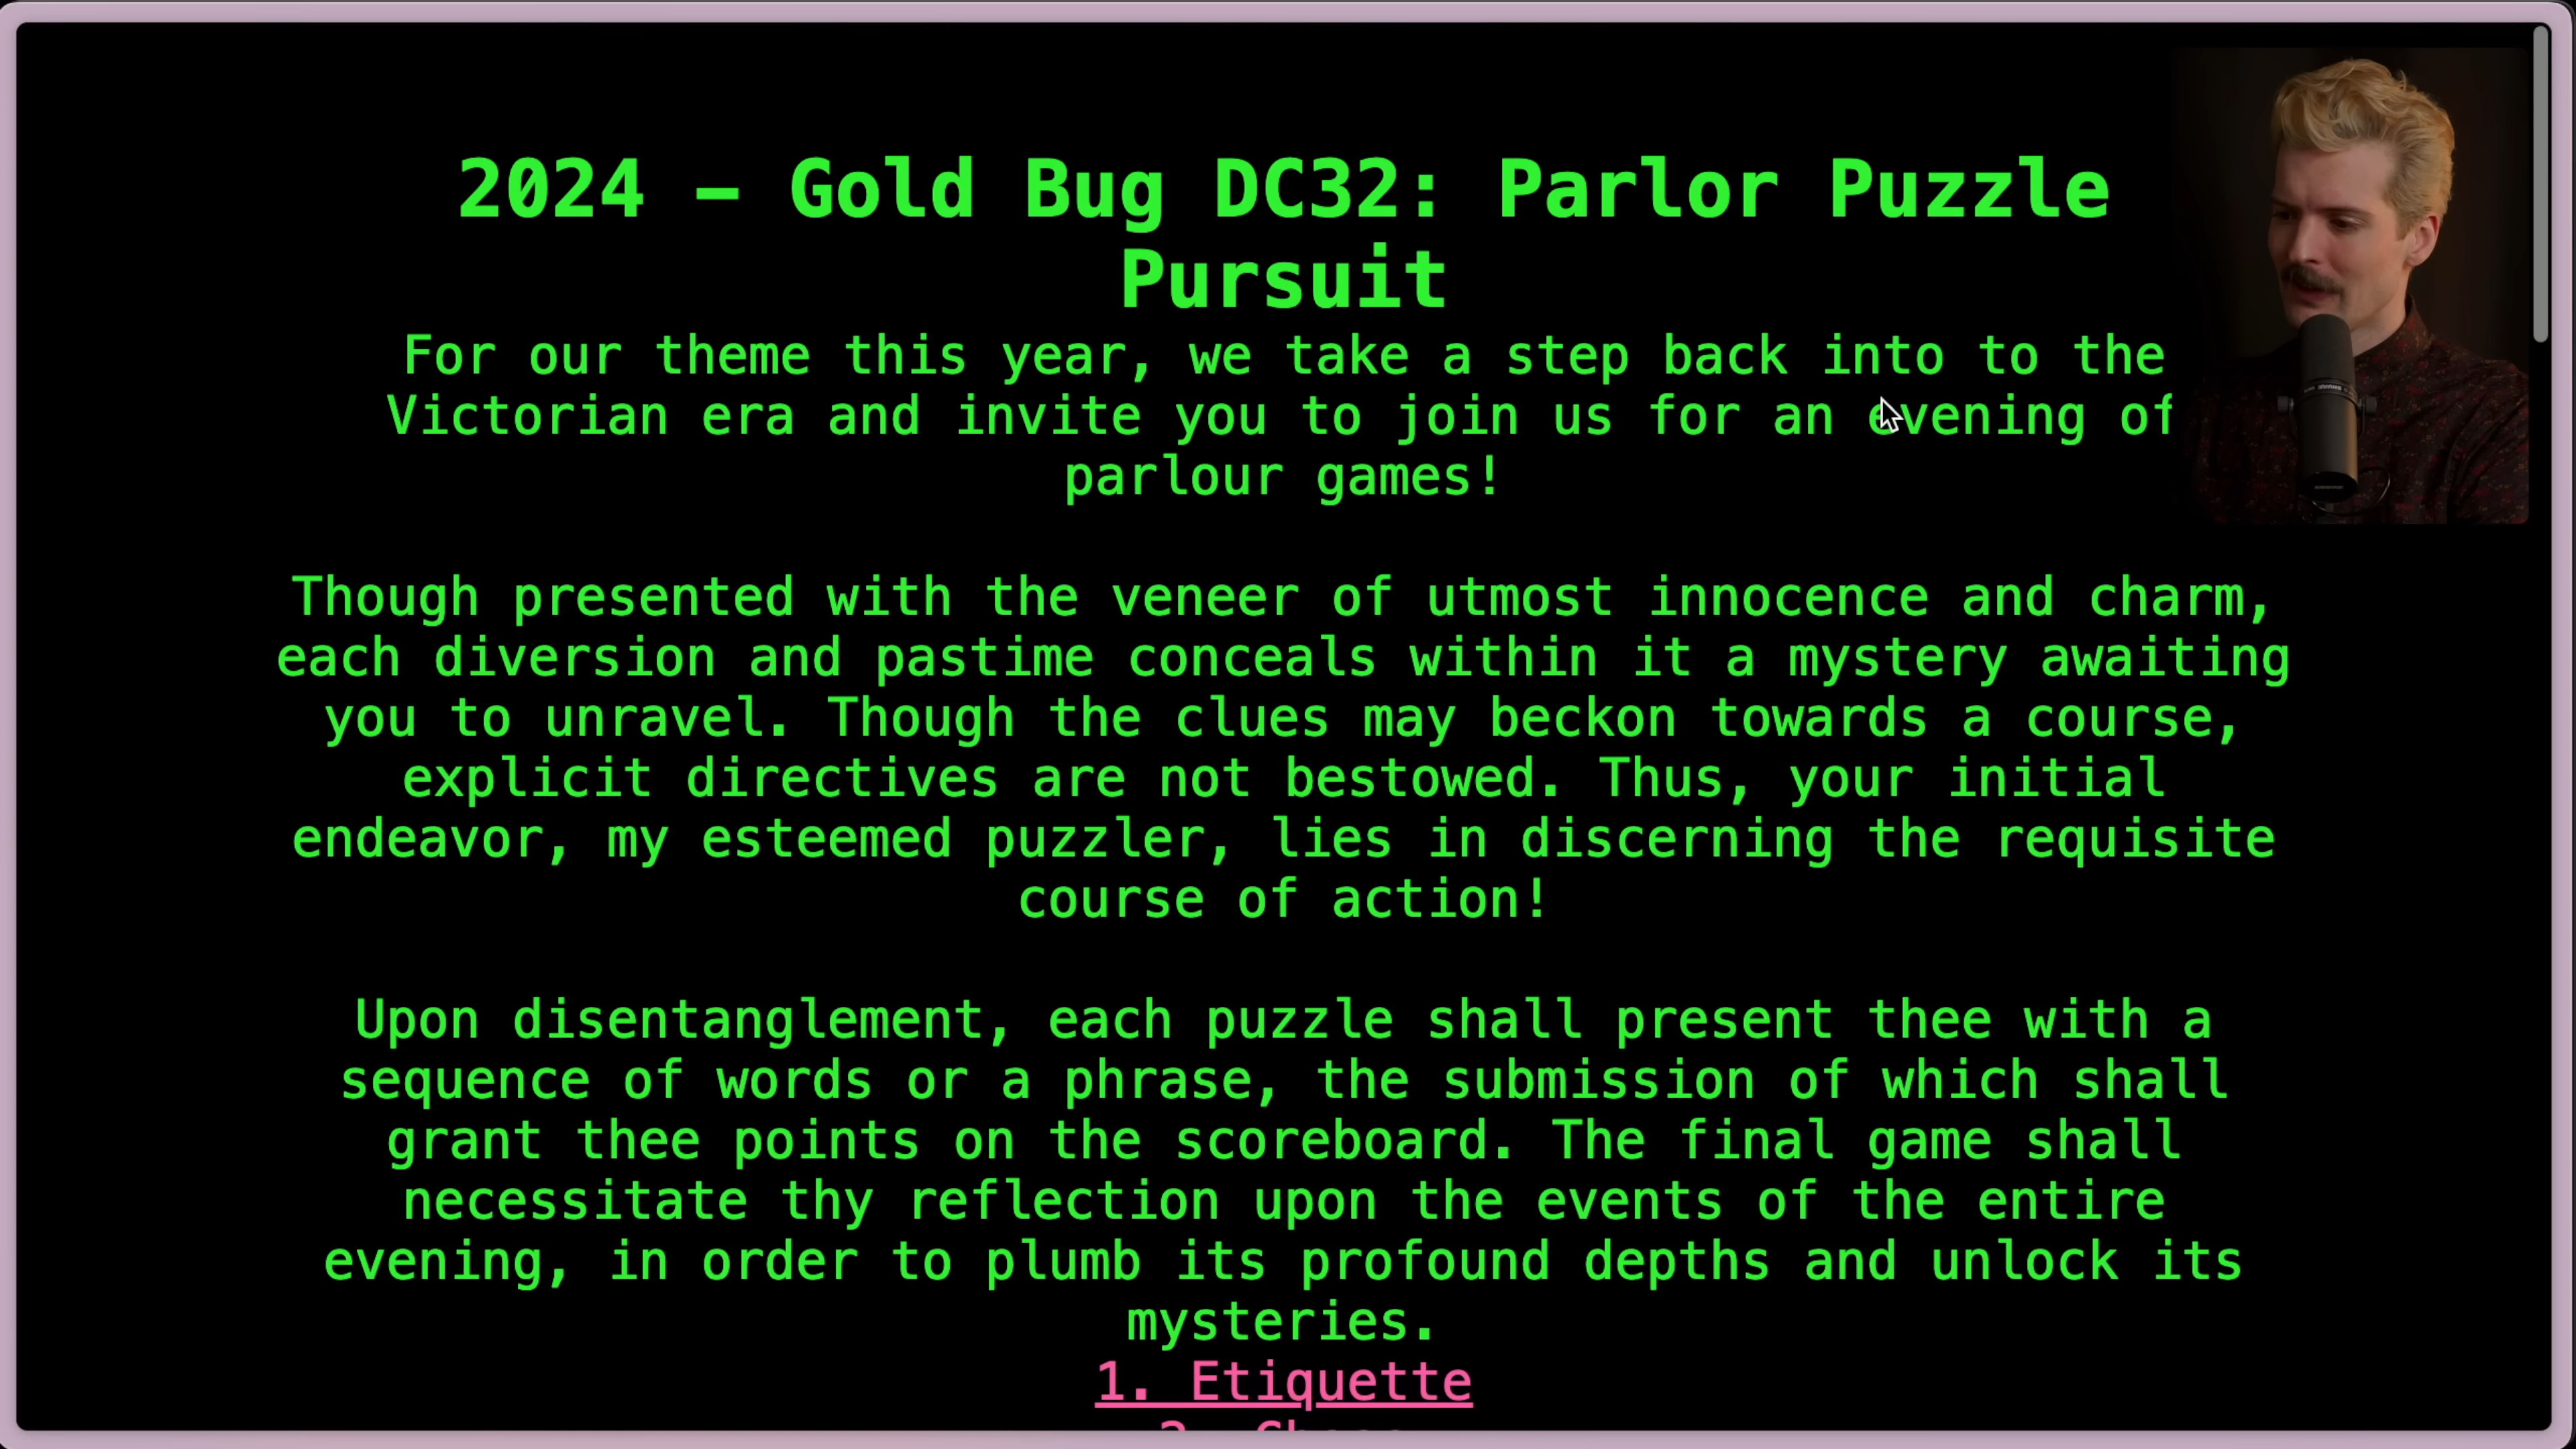 2024 – Gold Bug DC32: Parlor Puzzle
Pursuit
For our theme this year, we take a step back into to the
Victorian era and invite you to join us for an evening of
parlour games!
Though presented with the veneer of utmost innocence and charm,
each diversion and pastime conceals within it a mystery awaiting
you to unravel. Though the clues may beckon towards a course,
explicit directives are not bestowed. Thus, your initial
endeavor, my esteemed puzzler, lies in discerning the requisite
course of action!
Upon disentanglement, each puzzle shall present thee with a
sequence of words or a phrase, the submission of which shall
grant thee points on the scoreboard. The final game shall
necessitate thy reflection upon the events of the entire
evening, in order to plumb its profound depths and unlock its
mysteries.
1. Etiquette